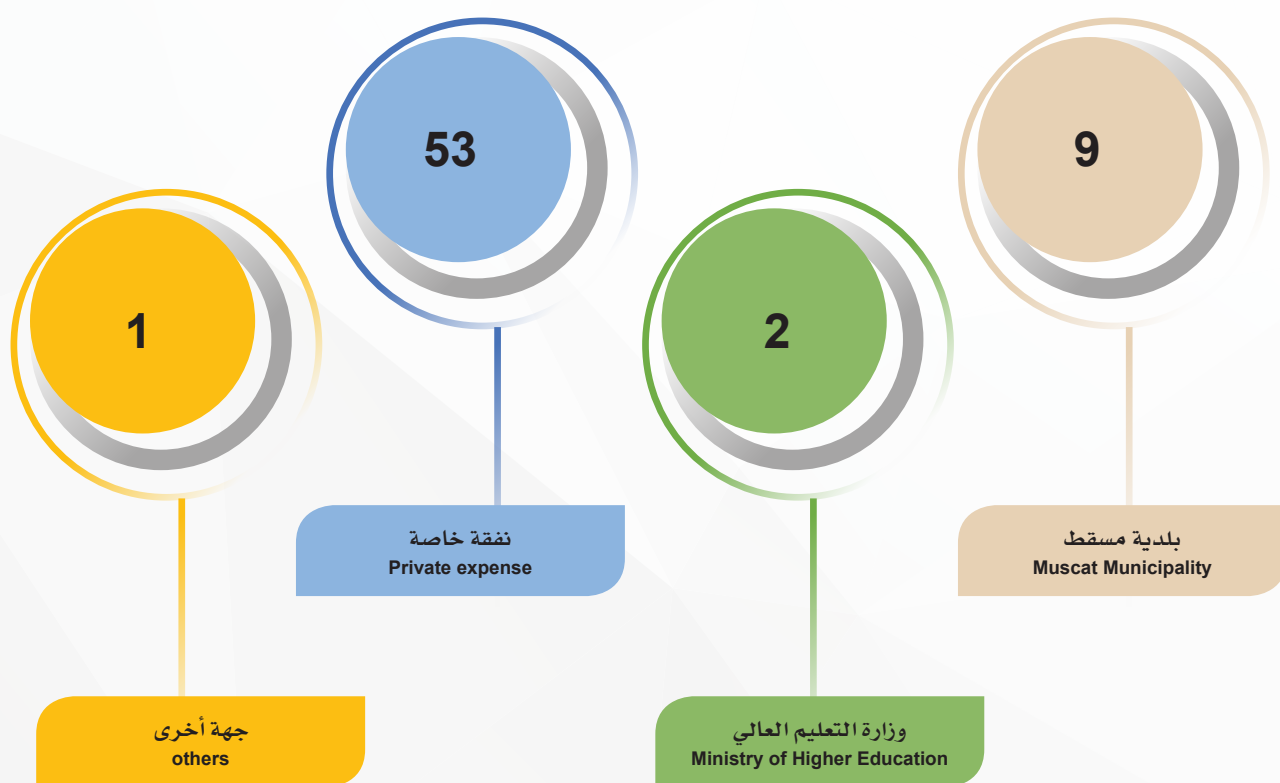 53
9
1
2
نفقة خاصة
Private expense
بلدية مسقط
Muscat Municipality
جهة أخرى
others
وزارة التعليم العالي
Ministry of Higher Education